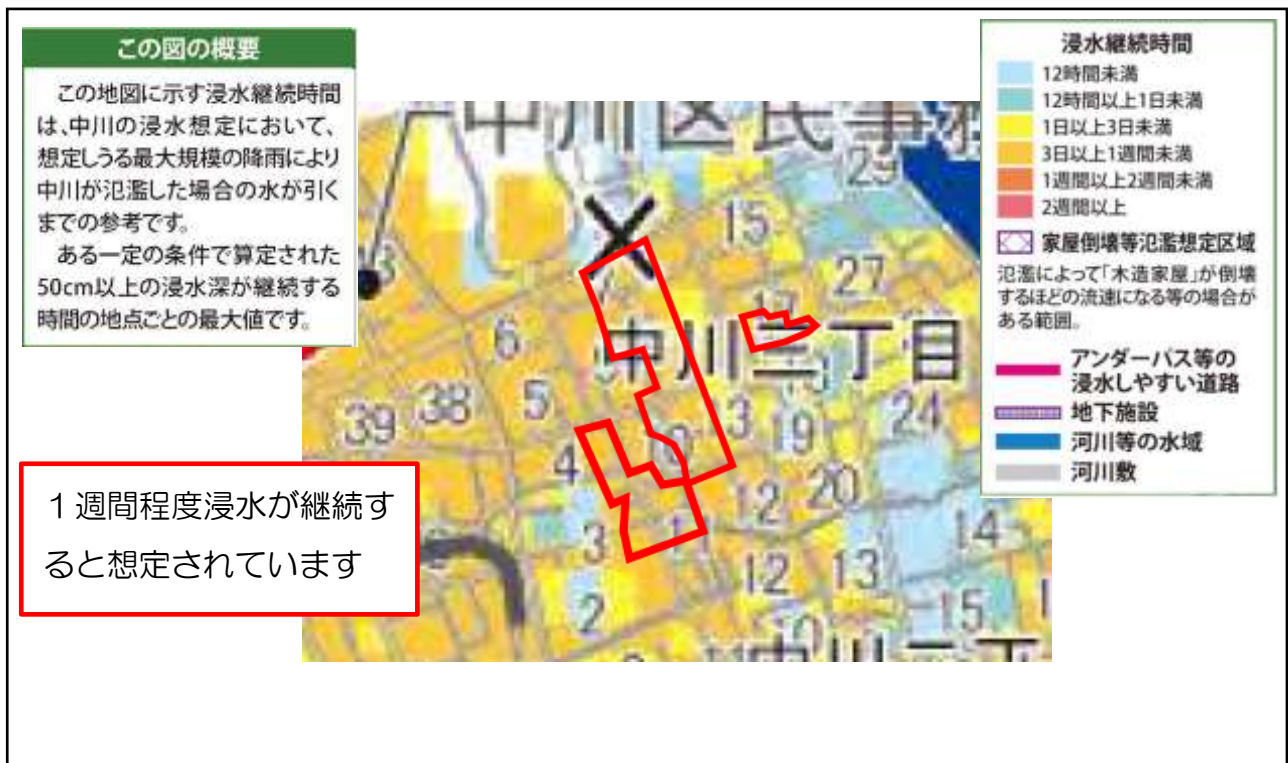 この図の概要
この地図に示す浸水継続時間
は、中川の浸水想定において、
想定しうる最大規模の降雨により
中川が氾濫した場合の水が引く
までの参考です。
ある一定の条件で算定された
50cm以上の浸水深が継続する
時間の地点ごとの最大値です。
浸水継続時間
12時間未満
12時間以上1日未満
1日以上3日未満
3日以上1週間未満
1週間以上2週間未満
2週間以上
家屋倒壊等氾濫想定区域
氾濫によって「木造家屋」が倒壊
するほどの流速になる等の場合が
ある範囲。
アンダーパス等の
浸水しやすい道路
地下施設
河川等の水域
河川敷
中川区民事務
29
15
27
6
中川三丁目
39
38
5
3
19
24
4
12
20
11
3
14
12
13
2
15
１週間程度浸水が継続す
ると想定されています